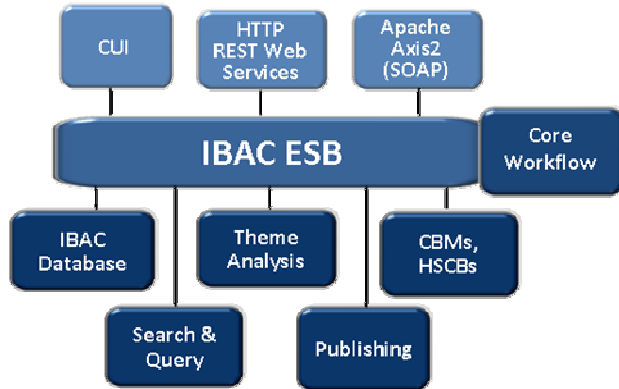 CUI
HTTP
REST Web
Services
Apache
Axis2
(SOAP)
IBAC ESB
Core
Workflow
IBAC
Database
Theme
Analysis
CBMs,
HSCBs
Search &
Query
Publishing